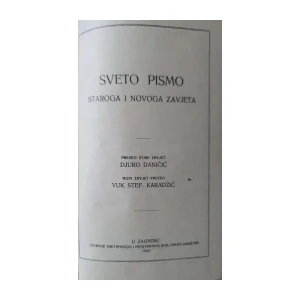 SVETO PISMO
STAROGA I NOVOGA ZAVJETA
PREVEO STARI ZAVJET
DJURO DANIČIĆ
NOVI ZAVJET PREVEO
VUK STEF. KARADŽIĆ
U ZAGREBU